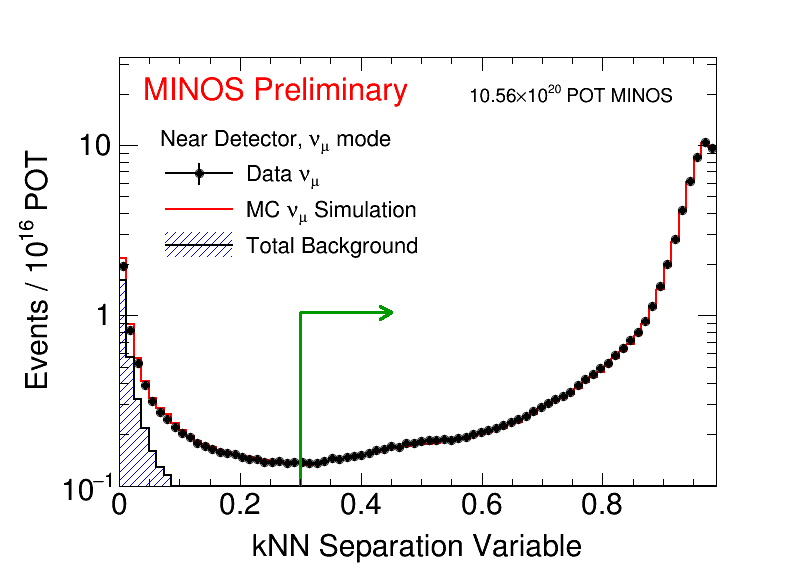 MINOS Preliminary
10.56×10²⁰ POT MINOS
Near Detector, νμ mode
Data νμ
MC νμ Simulation
Total Background
Events / 10¹⁶ POT
10
1
10⁻¹
0 0.2 0.4 0.6 0.8
kNN Separation Variable